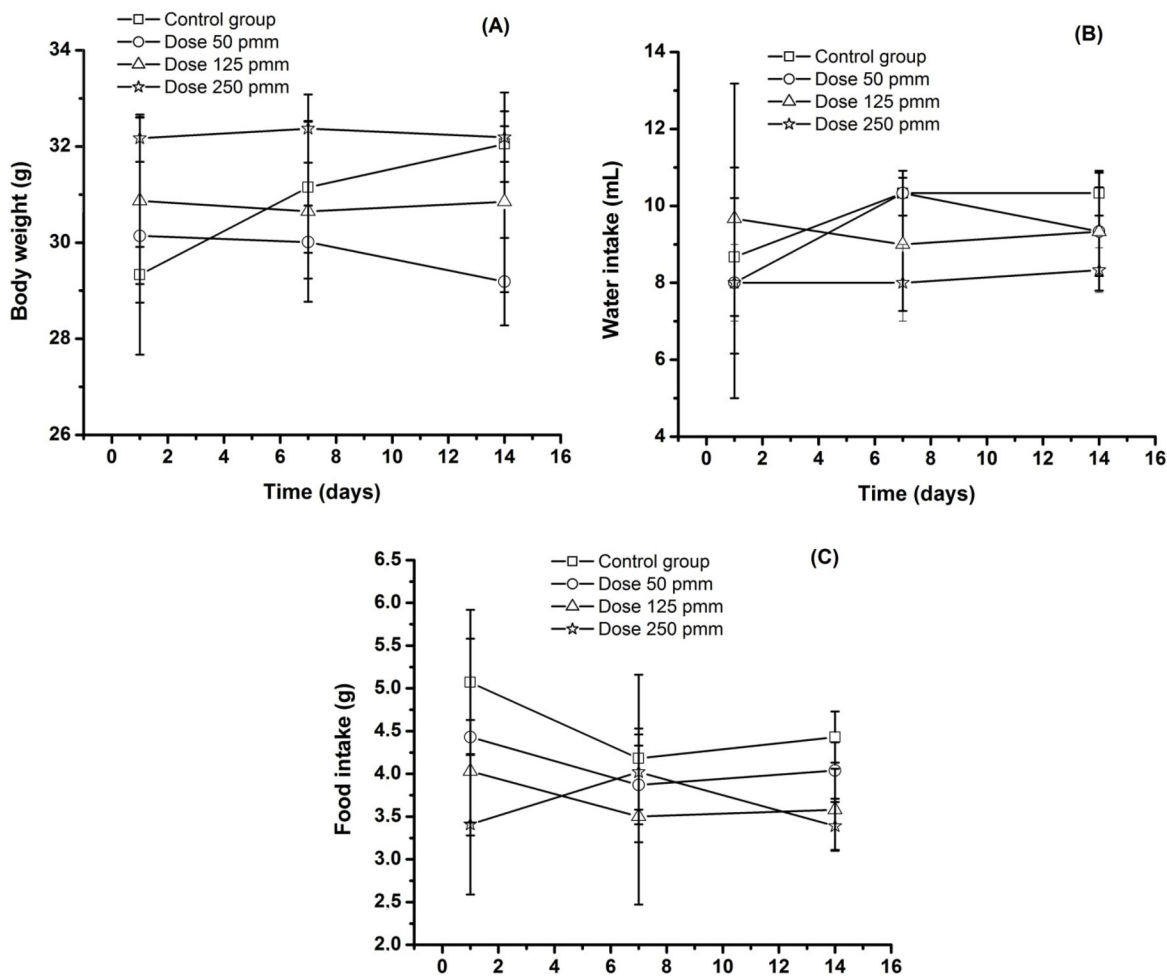 Control group
Dose 50 pmm
Dose 125 pmm
Dose 250 pmm
(A)
34
32
30
28
26
Body weight (g)
0 2 4 6 8 10 12 14 16
Time (days)
Control group
Dose 50 pmm
Dose 125 pmm
Dose 250 pmm
(B)
14
12
10
8
6
4
Water intake (mL)
0 2 4 6 8 10 12 14 16
Time (days)
Control group
Dose 50 pmm
Dose 125 pmm
Dose 250 pmm
(C)
6.5
6.0
5.5
5.0
4.5
4.0
3.5
3.0
2.5
2.0
Food intake (g)
0 2 4 6 8 10 12 14 16